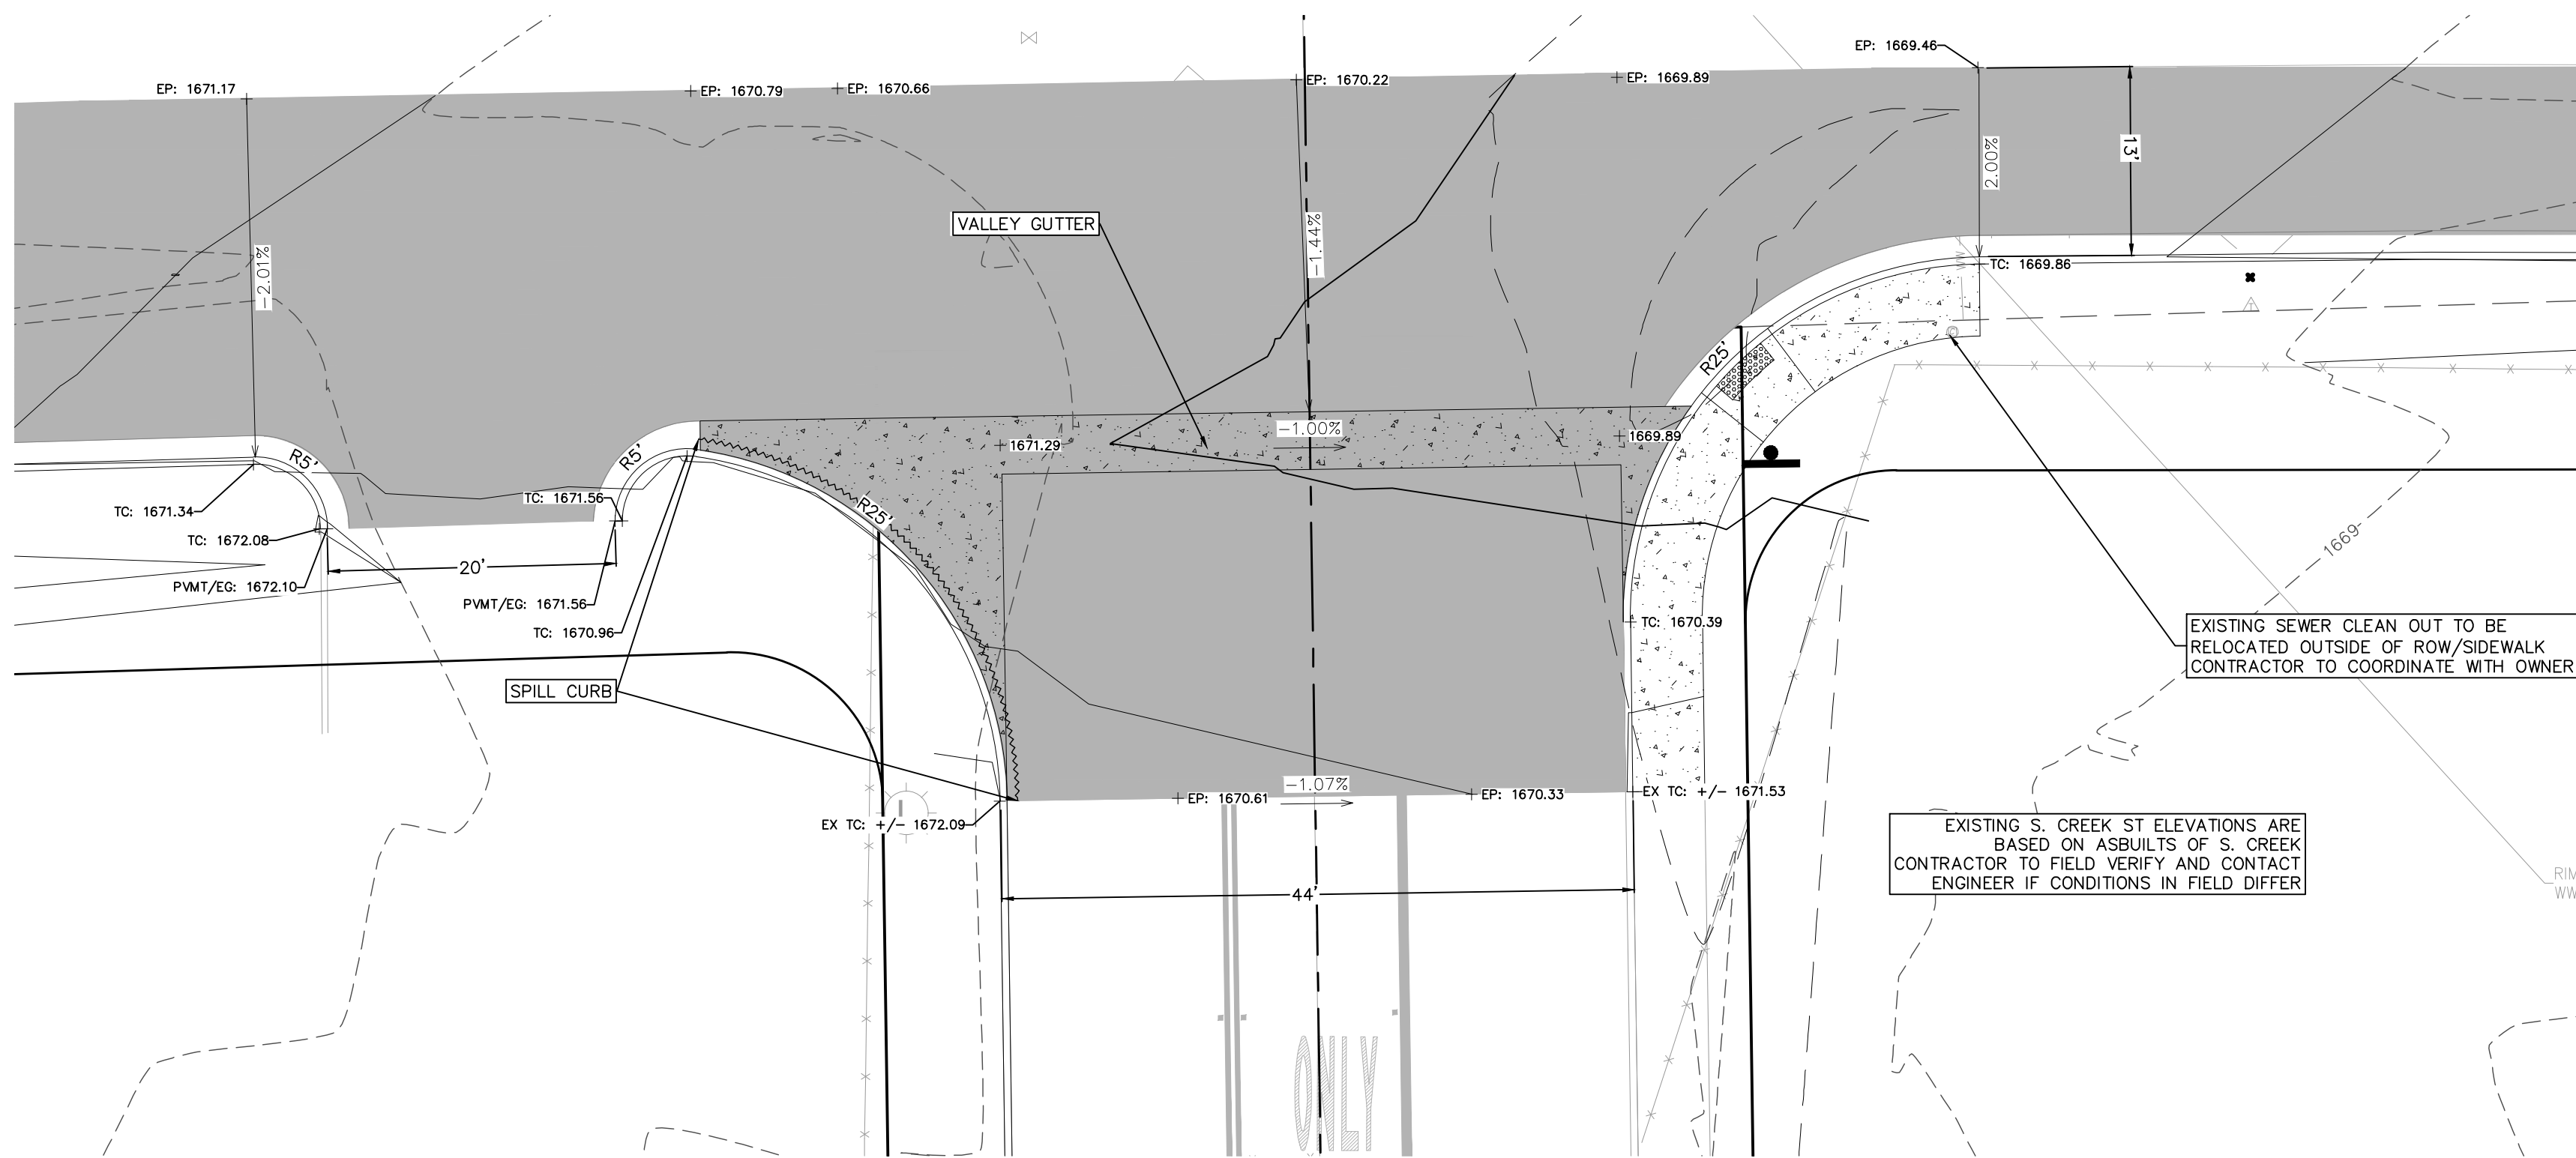 EP: 1669.46
EP: 1671.17
EP: 1670.79
EP: 1670.66
EP: 1670.22
EP: 1669.89
13'
2.00%
VALLEY GUTTER
-1.44%
-2.01%
TC: 1669.86
WW
R25'
-1.00%
1669.89
1671.29
R5'
R5'
TC: 1671.56
TC: 1671.34
R25'
TC: 1672.08
1669
20'
PVMT/EG: 1672.10
PVMT/EG: 1671.56
TC: 1670.39
TC: 1670.96
EXISTING SEWER CLEAN OUT TO BE
RELOCATED OUTSIDE OF ROW/SIDEWALK
CONTRACTOR TO COORDINATE WITH OWNER
SPILL CURB
-1.07%
EP: 1670.61
EP: 1670.33
EX TC: +/- 1671.53
EX TC: +/- 1672.09
EXISTING S. CREEK ST ELEVATIONS ARE
BASED ON ASBUILTS OF S. CREEK
CONTRACTOR TO FIELD VERIFY AND CONTACT
ENGINEER IF CONDITIONS IN FIELD DIFFER
RIM
WW
44'
ONLY